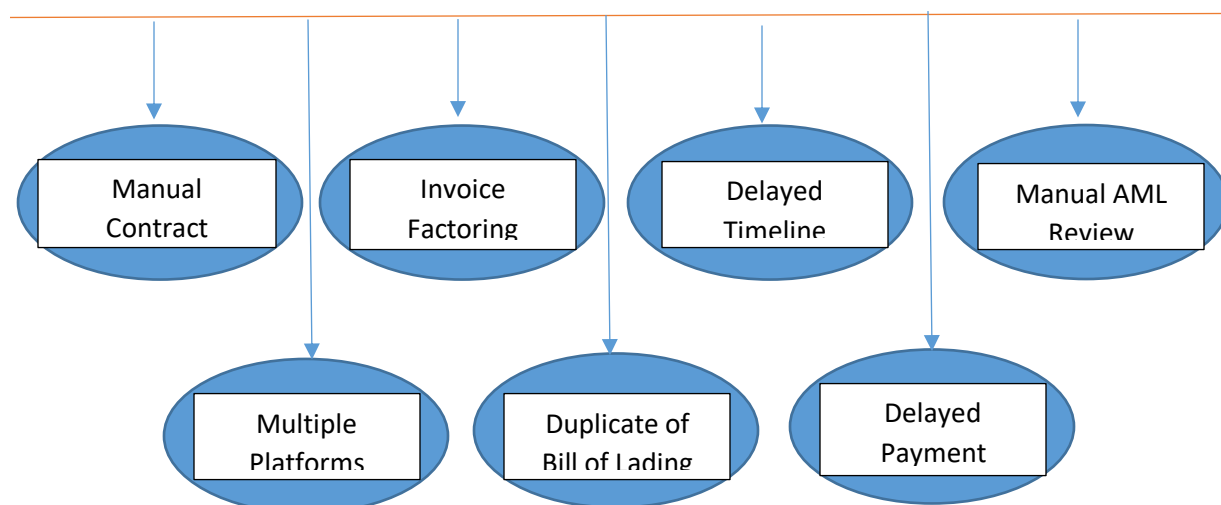 Manual
Contract
Invoice
Factoring
Delayed
Timeline
Manual AML
Review
Multiple
Platforms
Duplicate of
Bill of Lading
Delayed
Payment